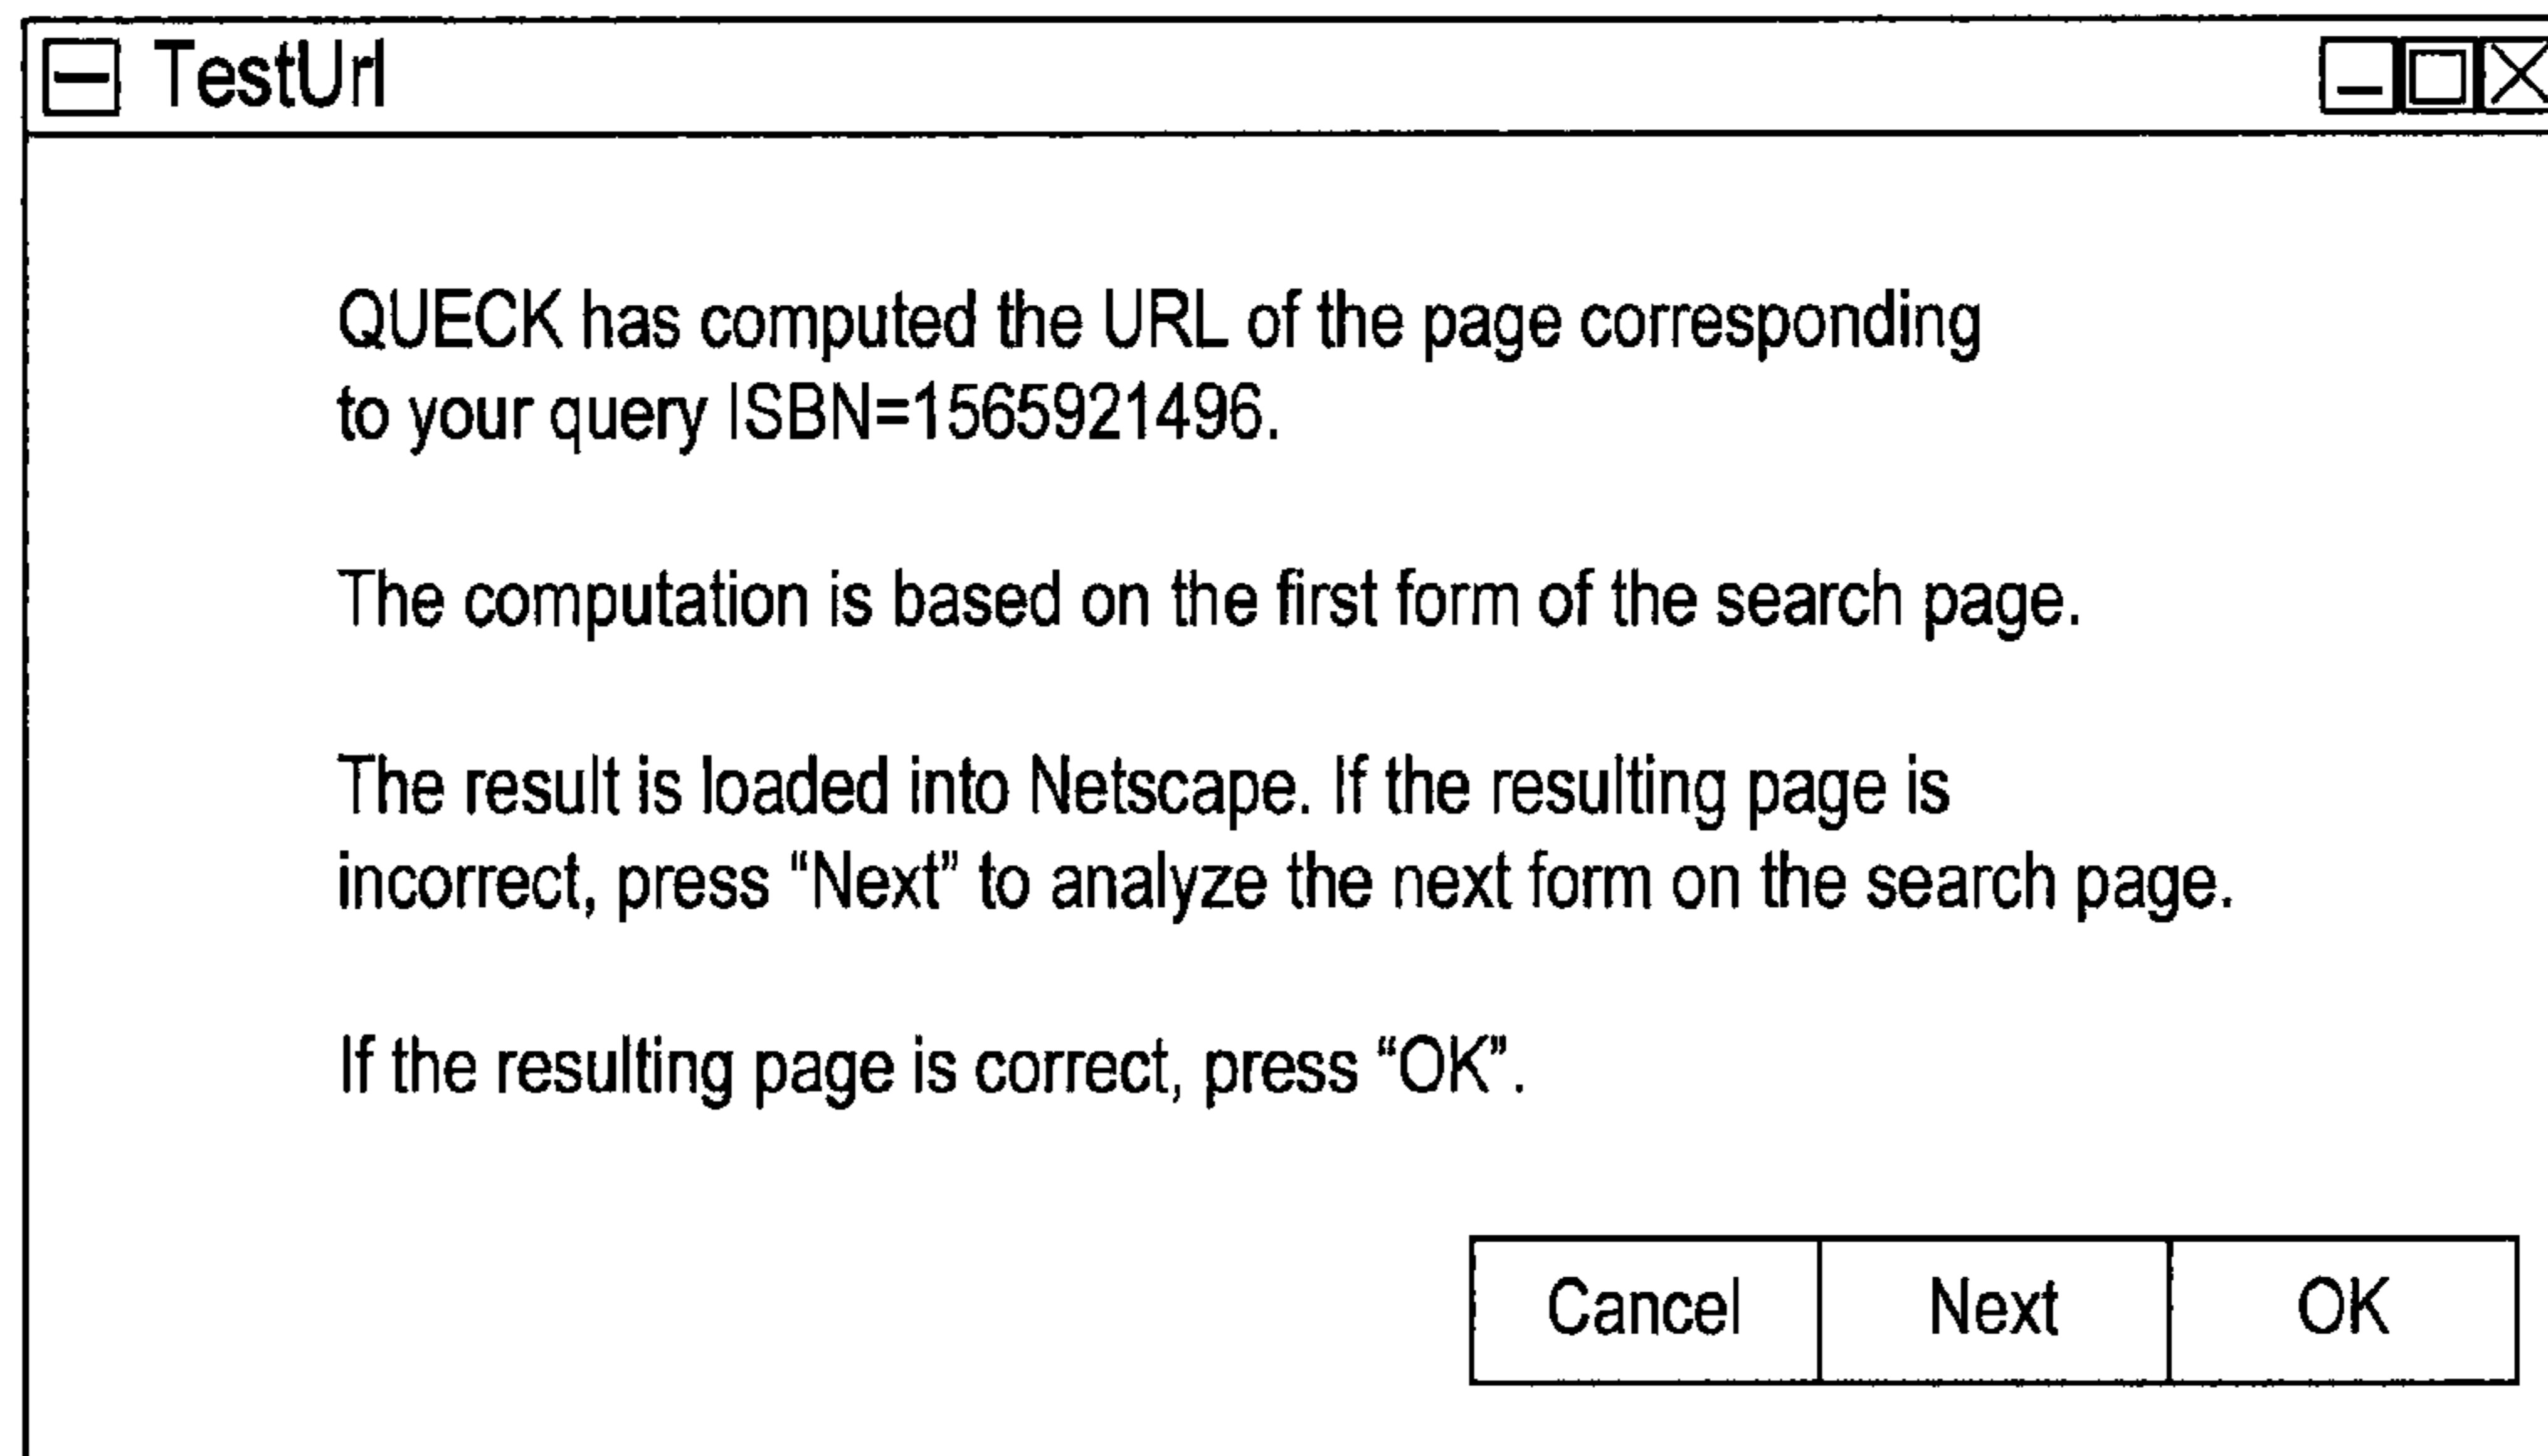 TestUrl
QUECK has computed the URL of the page corresponding
to your query ISBN=1565921496.
The computation is based on the first form of the search page.
The result is loaded into Netscape. If the resulting page is
incorrect, press “Next” to analyze the next form on the search page.
If the resulting page is correct, press “OK”.
Cancel Next OK